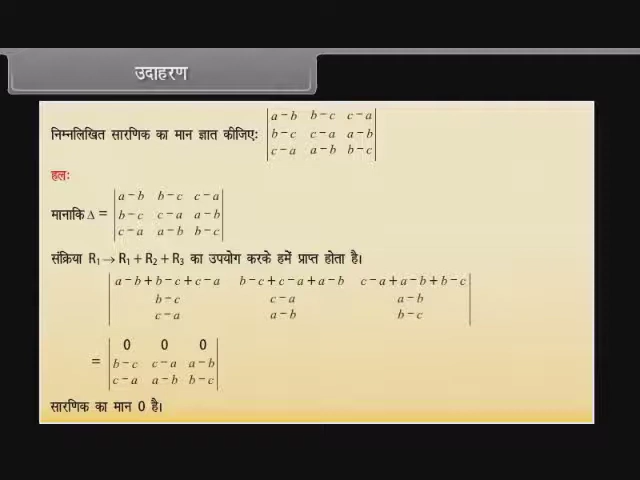 उदाहरण
निम्नलिखित सारणिक का मान ज्ञात कीजिएः |a−b b−c c−a|
|b−c c−a a−b|
|c−a a−b b−c|
हलः
मानाकि Δ = |a−b b−c c−a|
|b−c c−a a−b|
|c−a a−b b−c|
संक्रिया R₁→R₁+R₂+R₃ का उपयोग करके हमें प्राप्त होता है।
|a−b+b−c+c−a b−c+c−a+a−b c−a+a−b+b−c|
|b−c c−a a−b|
|c−a a−b b−c|
= |0 0 0|
|b−c c−a a−b|
|c−a a−b b−c|
सारणिक का मान 0 है।